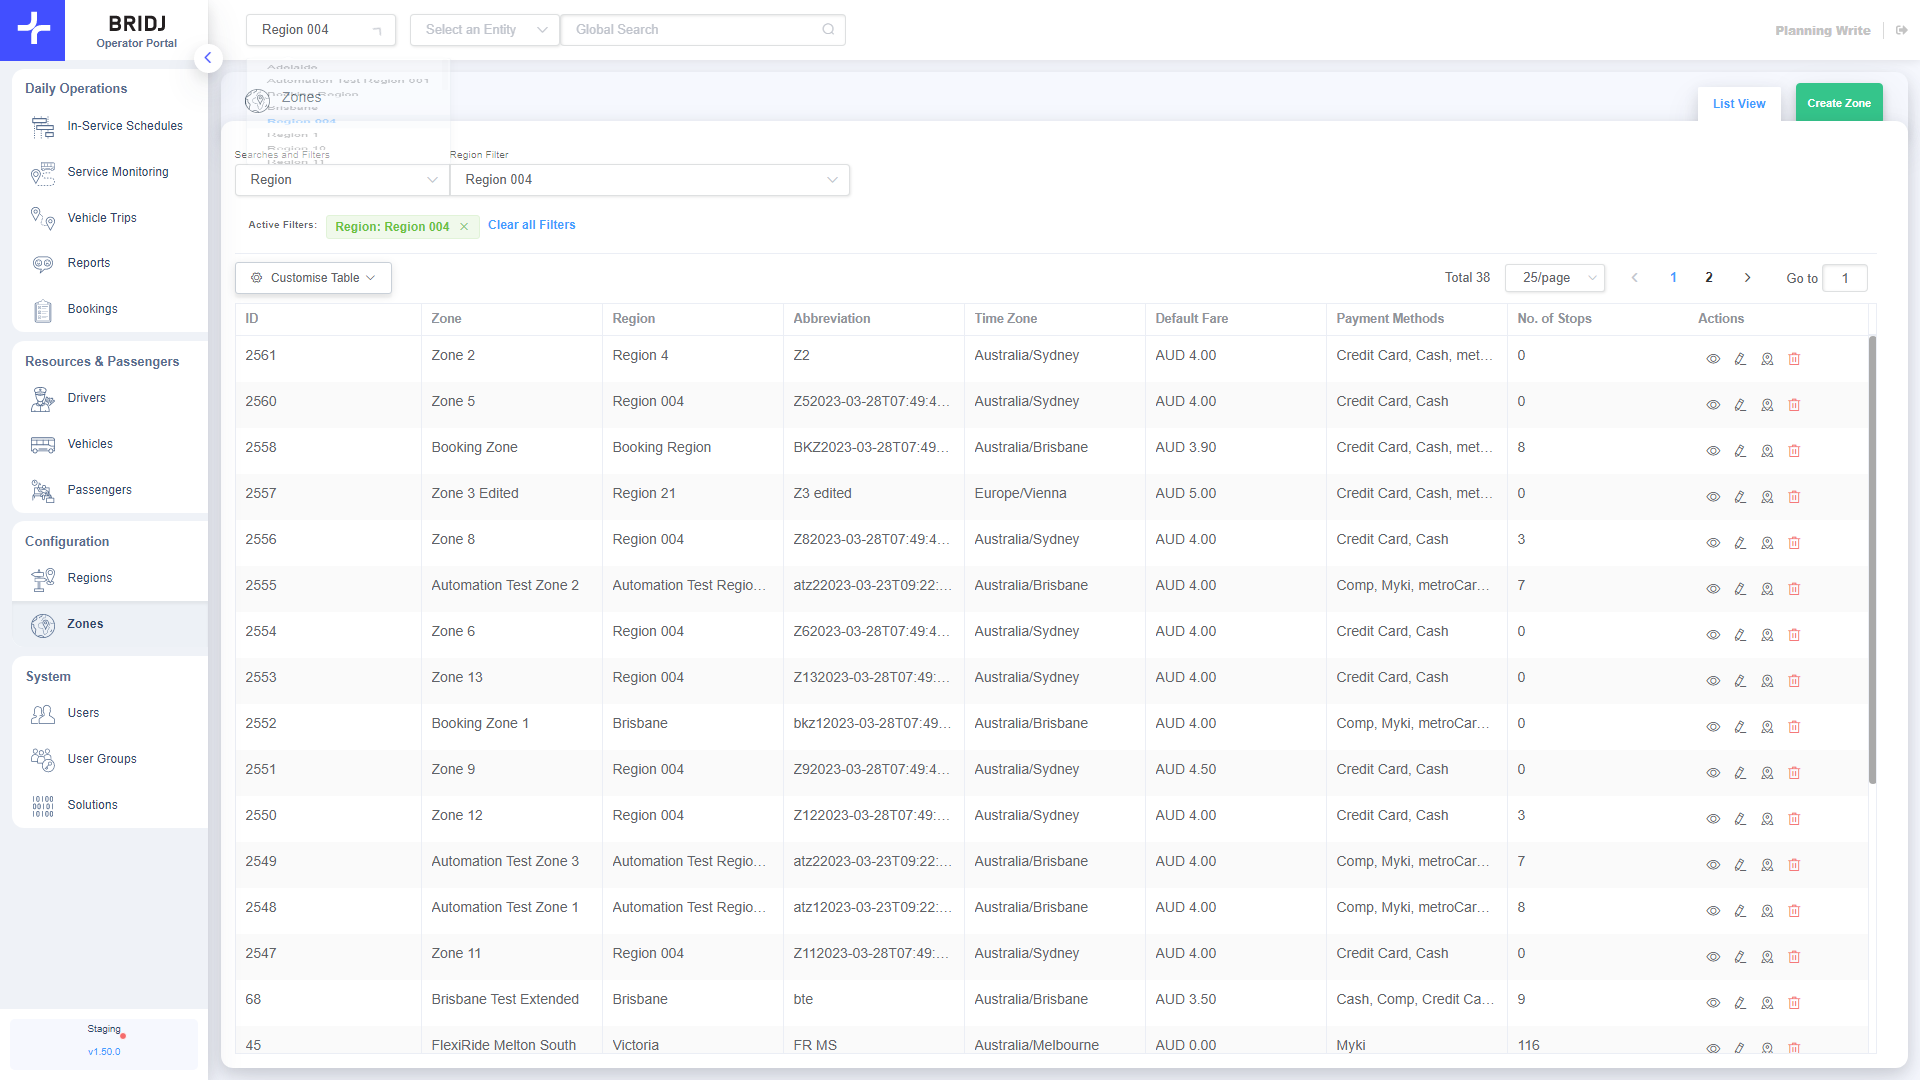 BRIDJ
Operator Portal
Region 004
Select an Entity
Global Search
Planning Write
Daily Operations
In-Service Schedules
Service Monitoring
Vehicle Trips
Reports
Bookings
Resources & Passengers
Drivers
Vehicles
Passengers
Configuration
Regions
Zones
System
Users
User Groups
Solutions
10100
00101
10100
Staging
v1.50.0
Adelaide
Automation Test Region 001
Booking Region
Brisbane
Region 004
Region 1
Region 10
Region 11
Zones
List View
Create Zone
Searches and Filters
Region Filter
Region
Region 004
Active Filters:
Region: Region 004
Clear all Filters
Customise Table
Total 38
25/page
1
2
Go to
1
ID Zone Region Abbreviation Time Zone Default Fare Payment Methods No. of Stops Actions
2561 Zone 2 Region 4 Z2 Australia/Sydney AUD 4.00 Credit Card, Cash, met... 0
2560 Zone 5 Region 004 Z52023-03-28T07:49:4... Australia/Sydney AUD 4.00 Credit Card, Cash 0
2558 Booking Zone Booking Region BKZ2023-03-28T07:49... Australia/Brisbane AUD 3.90 Credit Card, Cash, met... 8
2557 Zone 3 Edited Region 21 Z3 edited Europe/Vienna AUD 5.00 Credit Card, Cash, met... 0
2556 Zone 8 Region 004 Z82023-03-28T07:49:4... Australia/Sydney AUD 4.00 Credit Card, Cash 3
2555 Automation Test Zone 2 Automation Test Regio... atz22023-03-23T09:22:... Australia/Brisbane AUD 4.00 Comp, Myki, metroCar... 7
2554 Zone 6 Region 004 Z62023-03-28T07:49:4... Australia/Sydney AUD 4.00 Credit Card, Cash 0
2553 Zone 13 Region 004 Z132023-03-28T07:49:... Australia/Sydney AUD 4.00 Credit Card, Cash 0
2552 Booking Zone 1 Brisbane bkz12023-03-28T07:49... Australia/Brisbane AUD 4.00 Comp, Myki, metroCar... 0
2551 Zone 9 Region 004 Z92023-03-28T07:49:4... Australia/Sydney AUD 4.50 Credit Card, Cash 0
2550 Zone 12 Region 004 Z122023-03-28T07:49:... Australia/Sydney AUD 4.00 Credit Card, Cash 3
2549 Automation Test Zone 3 Automation Test Regio... atz22023-03-23T09:22:... Australia/Brisbane AUD 4.00 Comp, Myki, metroCar... 7
2548 Automation Test Zone 1 Automation Test Regio... atz12023-03-23T09:22:... Australia/Brisbane AUD 4.00 Comp, Myki, metroCar... 8
2547 Zone 11 Region 004 Z112023-03-28T07:49:... Australia/Sydney AUD 4.00 Credit Card, Cash 0
68 Brisbane Test Extended Brisbane bte Australia/Brisbane AUD 3.50 Cash, Comp, Credit Ca... 9
45 FlexiRide Melton South Victoria FR MS Australia/Melbourne AUD 0.00 Myki 116